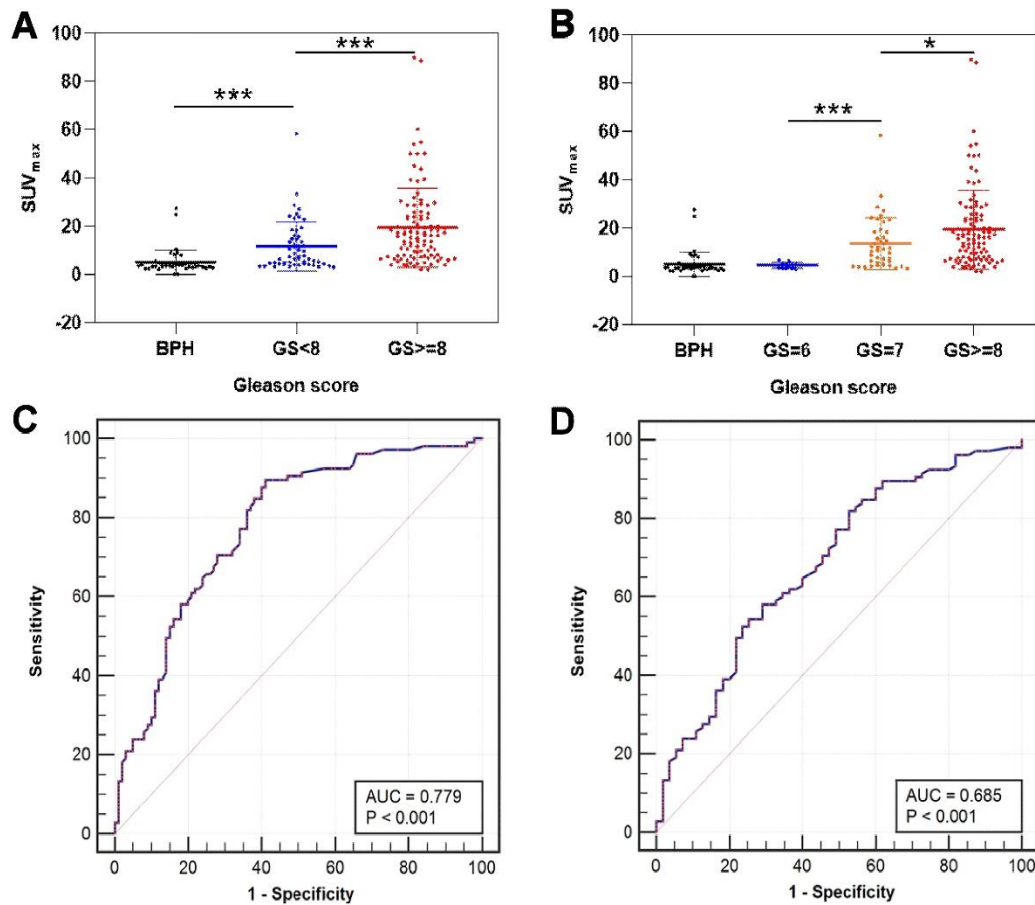 A
SUVmax
100
80
60
40
20
0
-20
***
***
BPH
GS<8
GS>=8
Gleason score
B
SUVmax
100
80
60
40
20
0
-20
***
*
BPH
GS=6
GS=7
GS>=8
Gleason score
C
Sensitivity
100
80
60
40
20
0
AUC = 0.779
P < 0.001
0 20 40 60 80 100
1 - Specificity
D
Sensitivity
100
80
60
40
20
0
AUC = 0.685
P < 0.001
0 20 40 60 80 100
1 - Specificity